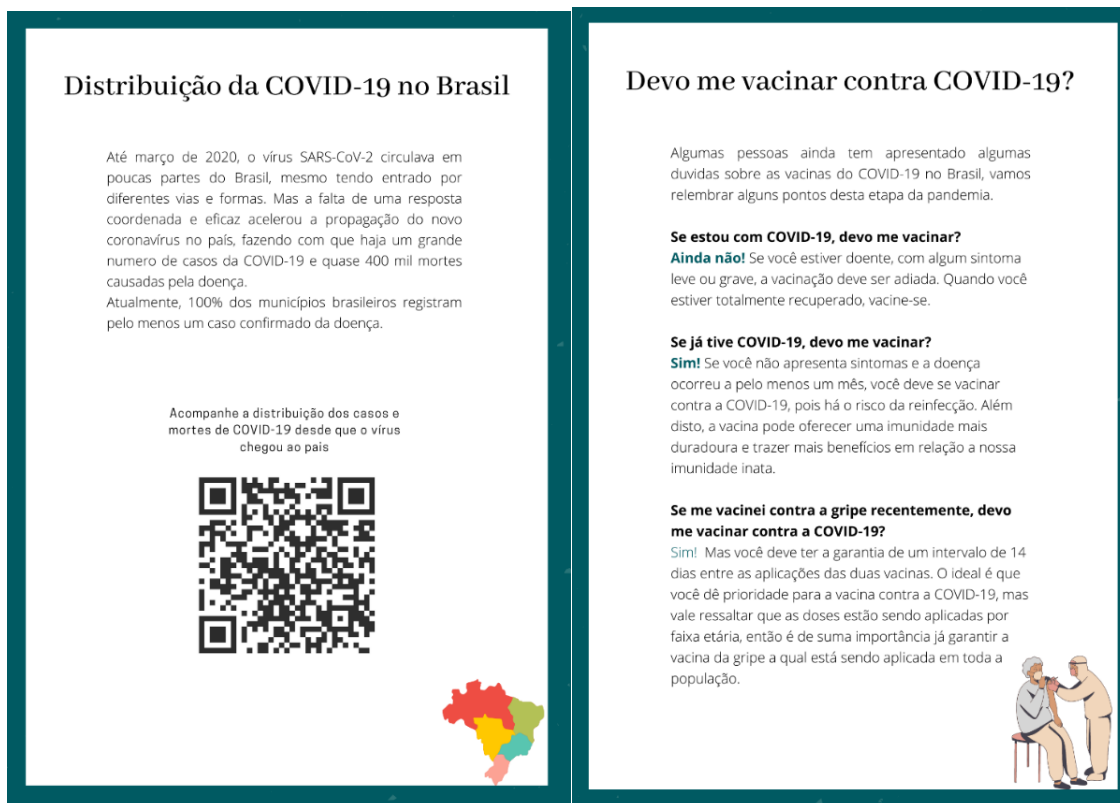 Distribuição da COVID-19 no Brasil
Até março de 2020, o vírus SARS-CoV-2 circulava em
poucas partes do Brasil, mesmo tendo entrado por
diferentes vias e formas. Mas a falta de uma resposta
coordenada e eficaz acelerou a propagação do novo
coronavírus no país, fazendo com que haja um grande
numero de casos da COVID-19 e quase 400 mil mortes
causadas pela doença.
Atualmente, 100% dos municípios brasileiros registram
pelo menos um caso confirmado da doença.
Acompanhe a distribuição dos casos e
mortes de COVID-19 desde que o vírus
chegou ao pais
Devo me vacinar contra COVID-19?
Algumas pessoas ainda tem apresentado algumas
duvidas sobre as vacinas do COVID-19 no Brasil, vamos
relembrar alguns pontos desta etapa da pandemia.
Se estou com COVID-19, devo me vacinar?
Ainda não! Se você estiver doente, com algum sintoma
leve ou grave, a vacinação deve ser adiada. Quando você
estiver totalmente recuperado, vacine-se.
Se já tive COVID-19, devo me vacinar?
Sim! Se você não apresenta sintomas e a doença
ocorreu a pelo menos um mês, você deve se vacinar
contra a COVID-19, pois há o risco da reinfecção. Além
disto, a vacina pode oferecer uma imunidade mais
duradoura e trazer mais benefícios em relação a nossa
imunidade inata.
Se me vacinei contra a gripe recentemente, devo
me vacinar contra a COVID-19?
Sim! Mas você deve ter a garantia de um intervalo de 14
dias entre as aplicações das duas vacinas. O ideal é que
você dê prioridade para a vacina contra a COVID-19, mas
vale ressaltar que as doses estão sendo aplicadas por
faixa etária, então é de suma importância já garantir a
vacina da gripe a qual está sendo aplicada em toda a
população.